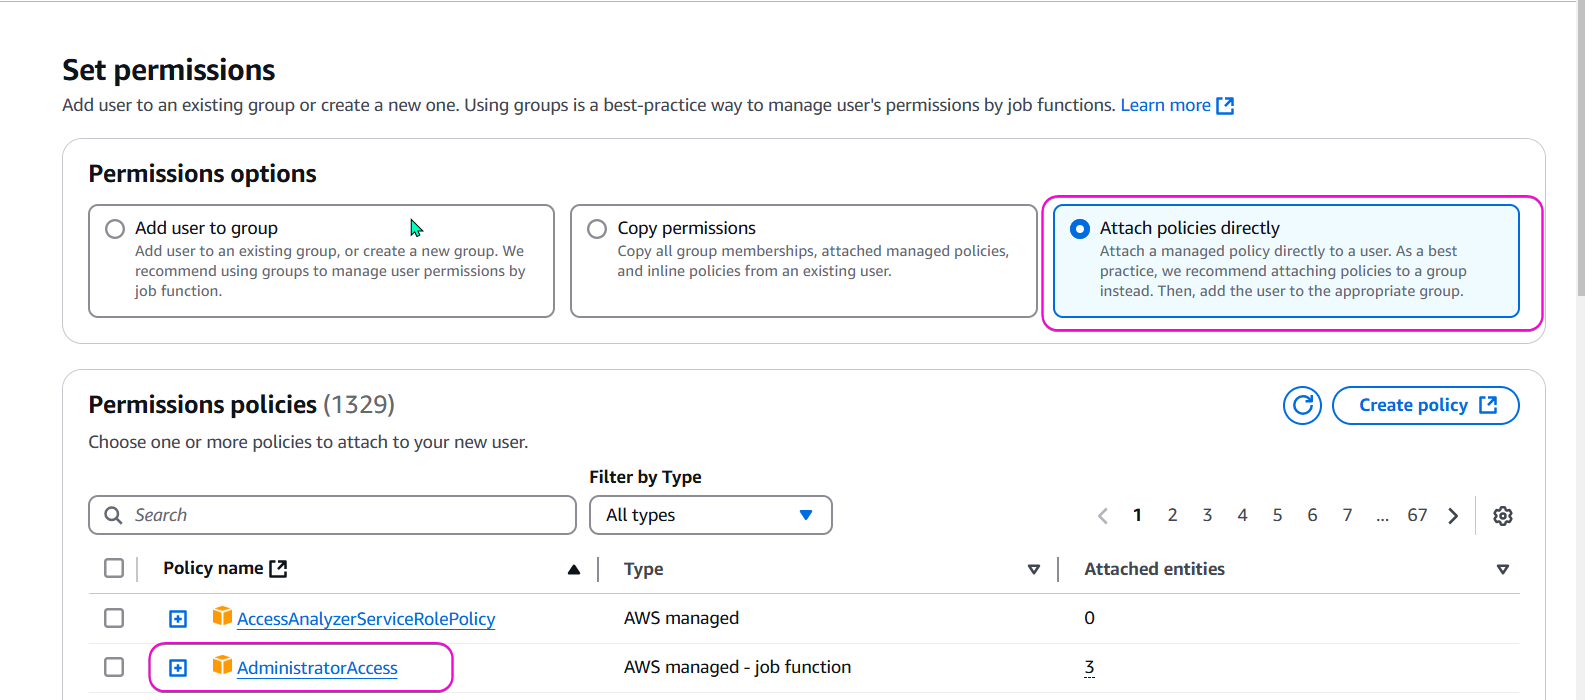 Set permissions
Add user to an existing group or create a new one. Using groups is a best-practice way to manage user's permissions by job functions. Learn more
Permissions options
Add user to group
Add user to an existing group, or create a new group. We
recommend using groups to manage user permissions by
job function.
Copy permissions
Copy all group memberships, attached managed policies,
and inline policies from an existing user.
Attach policies directly
Attach a managed policy directly to a user. As a best
practice, we recommend attaching policies to a group
instead. Then, add the user to the appropriate group.
Permissions policies (1329)
Create policy
Choose one or more policies to attach to your new user.
Filter by Type
Search
All types
1 2 3 4 5 6 7 ... 67
Policy name
Type
Attached entities
AccessAnalyzerServiceRolePolicy
AWS managed
0
AdministratorAccess
AWS managed - job function
3